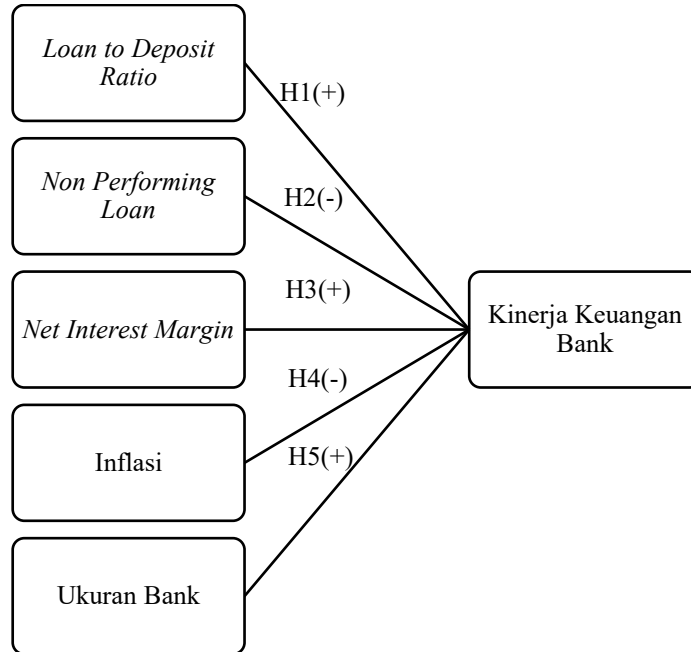 Loan to Deposit
Ratio
H1(+)
Non Performing
Loan
H2(-)
Net Interest Margin
H3(+)
Kinerja Keuangan
Bank
Inflasi
H4(-)
H5(+)
Ukuran Bank